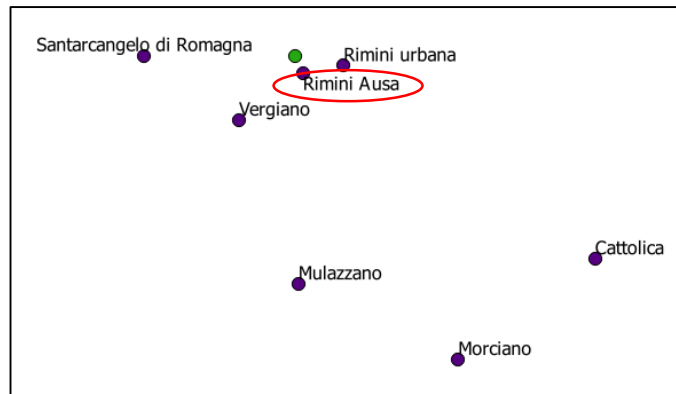 Santarcangelo di Romagna
Rimini urbana
Rimini Ausa
Vergiano
Cattolica
Mulazzano
Morciano